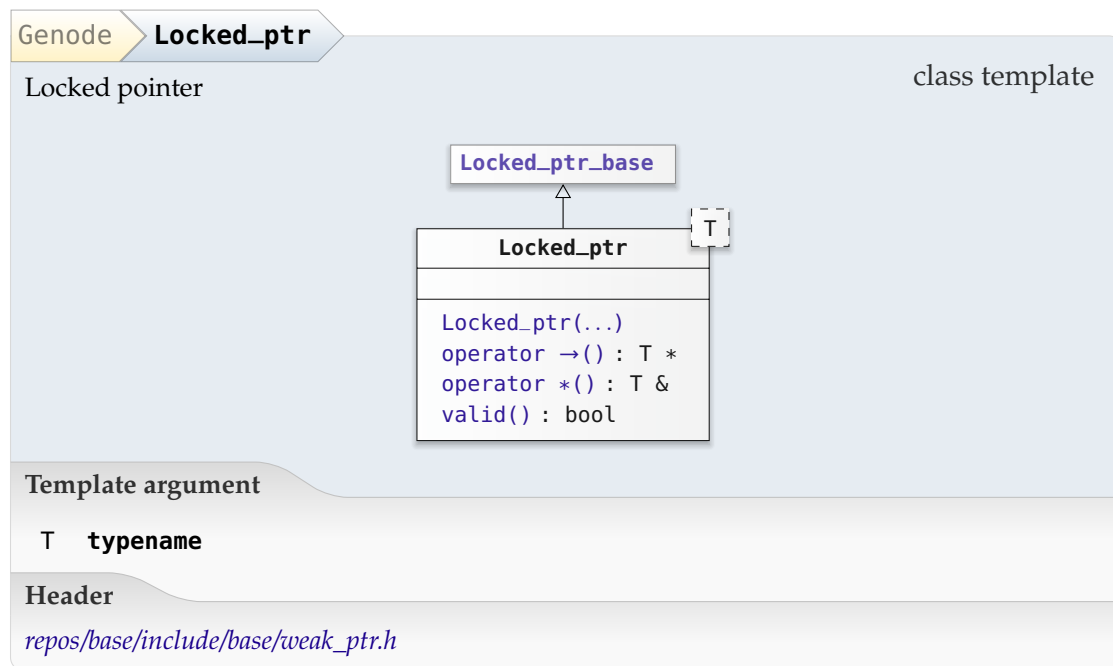 Genode Locked_ptr
Locked pointer
class template
Locked_ptr_base
T
Locked_ptr
Locked_ptr(...)
operator →() : T *
operator *() : T &
valid() : bool
Template argument
T typename
Header
repos/base/include/base/weak_ptr.h